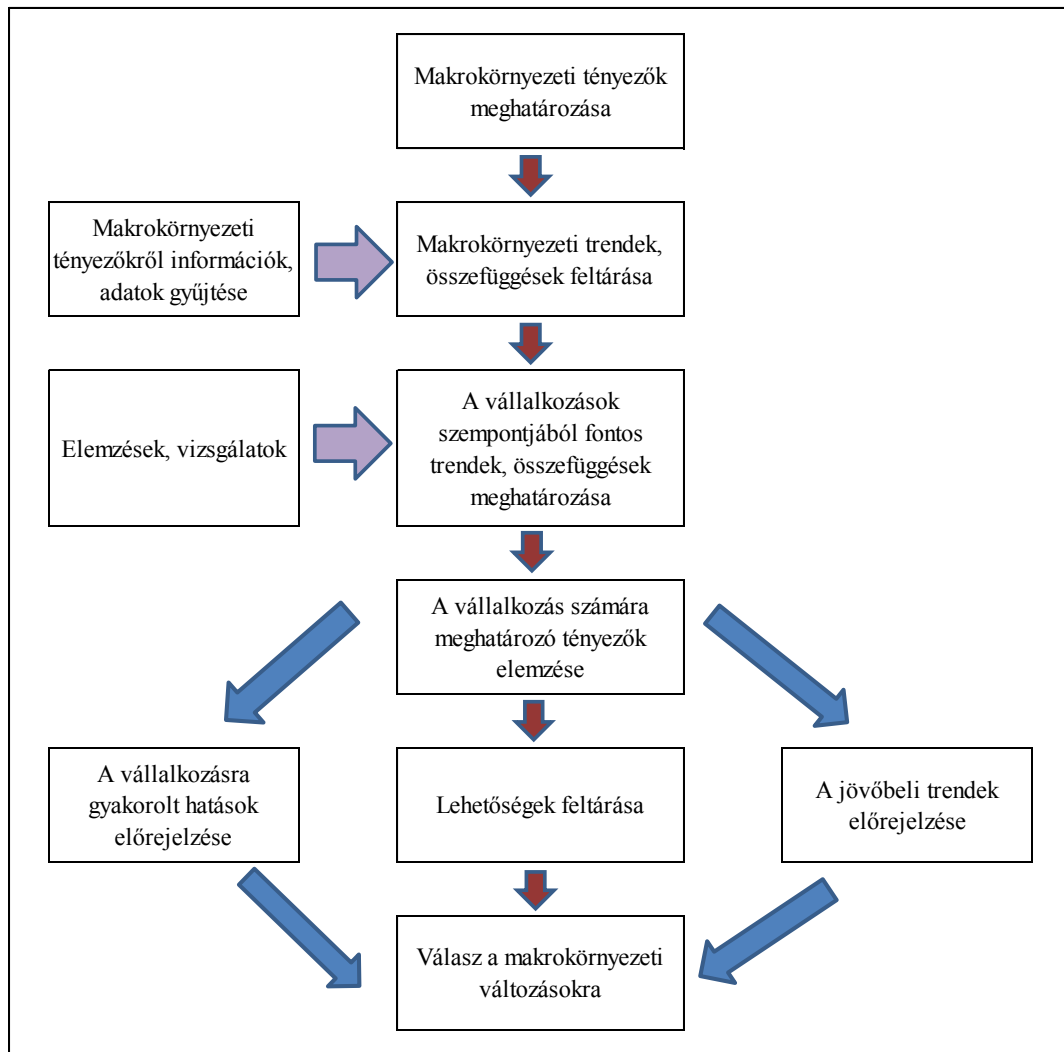 Makrokörnyezeti tényezők
meghatározása
Makrokörnyezeti
tényezőkről információk,
adatok gyűjtése
Makrokörnyezeti trendek,
összefüggések feltárása
Elemzések, vizsgálatok
A vállalkozások
szempontjából fontos
trendek, összefüggések
meghatározása
A vállalkozás számára
meghatározó tényezők
elemzése
A vállalkozásra
gyakorolt hatások
előrejelzése
Lehetőségek feltárása
A jövőbeli trendek
előrejelzése
Válasz a makrokörnyezeti
változásokra